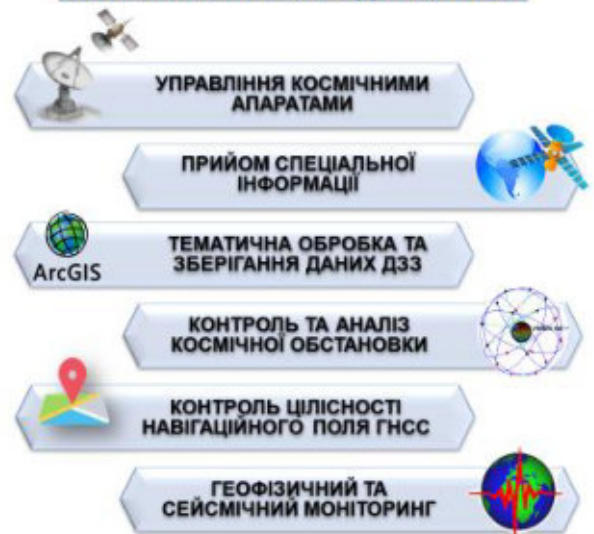 УПРАВЛІННЯ КОСМІЧНИМИ
АПАРАТАМИ
ПРИЙОМ СПЕЦІАЛЬНОЇ
ІНФОРМАЦІЇ
ТЕМАТИЧНА ОБРОБКА ТА
ЗБЕРІГАННЯ ДАНИХ ДЗЗ
ArcGIS
КОНТРОЛЬ ТА АНАЛІЗ
КОСМІЧНОЇ ОБСТАНОВКИ
КОНТРОЛЬ ЦІЛІСНОСТІ
НАВІГАЦІЙНОГО ПОЛЯ ГНСС
ГЕОФІЗИЧНИЙ ТА
СЕЙСМІЧНИЙ МОНІТОРИНГ